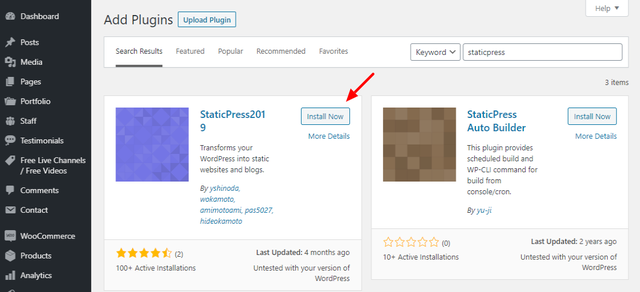 Dashboard
Posts
Media
Pages
Portfolio
Staff
Testimonials
Free Live Channels
/ Free Videos
Comments
Contact
WooCommerce
Products
Analytics
Add Plugins
Upload Plugin
Help
Search Results
Featured
Popular
Recommended
Favorites
Keyword
staticpress
3 items
StaticPress201
9
Install Now
More Details
Transforms your
WordPress into static
websites and blogs.
By yshinoda,
wokamoto,
amimotoami, pas5027,
hideokamoto
(2)
100+ Active Installations
Last Updated: 4 months ago
Untested with your version of
WordPress
StaticPress
Auto Builder
Install Now
More Details
This plugin provides
scheduled build and
WP-CLI command for
build from
console/cron.
By yu-ji
(0)
10+ Active Installations
Last Updated: 2 years ago
Untested with your version of
WordPress